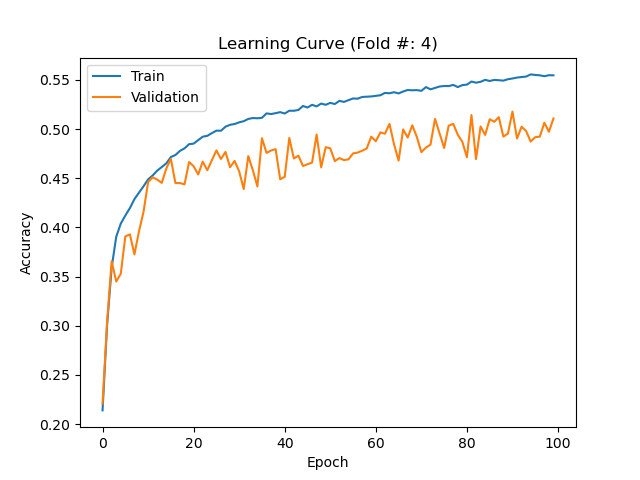 Learning Curve (Fold #: 4)
Train
Validation
0.55
0.50
0.45
0.40
0.35
0.30
0.25
0.20
Accuracy
0 20 40 60 80 100
Epoch